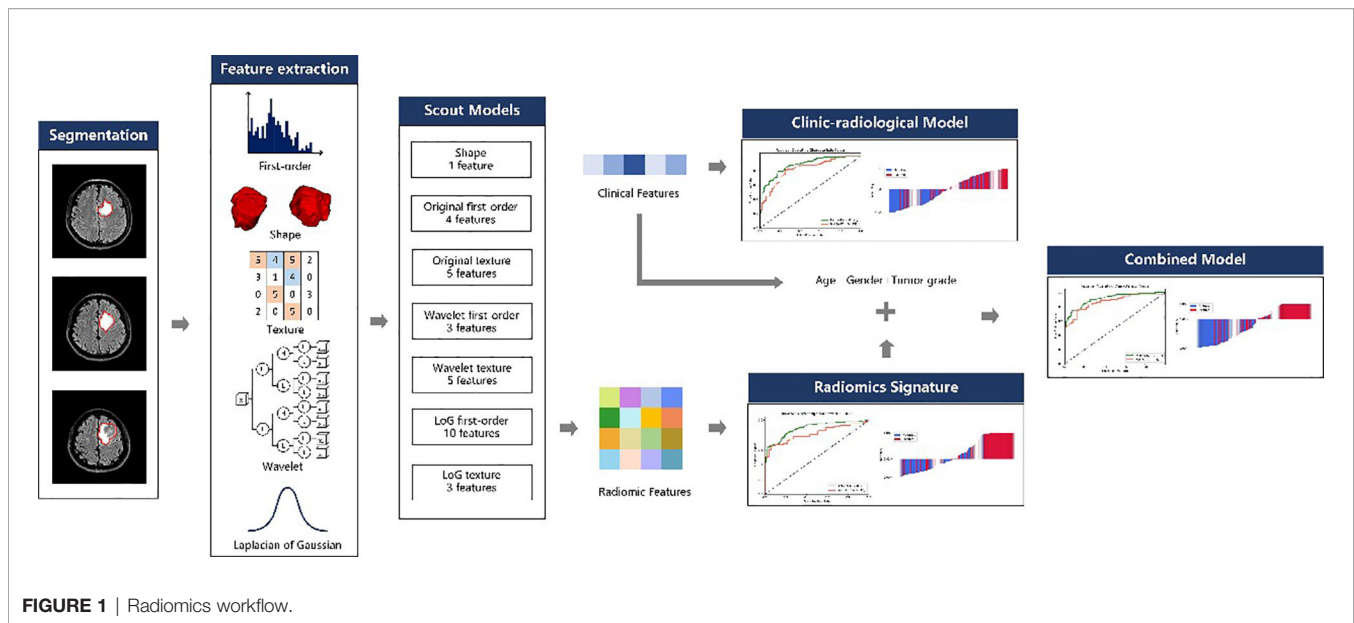 Segmentation
Feature extraction
First-order
Shape
5 4 5 2
3 1 4 0
0 5 0 3
2 0 5 0
Texture
Wavelet
Laplacian of Gaussian
Scout Models
Shape
1 feature
Original first-order
4 features
Original texture
5 features
Wavelet first-order
3 features
Wavelet texture
5 features
LoG first-order
10 features
LoG texture
3 features
Clinical Features
Radiomic Features
Clinic-radiological Model
Age Gender Tumor grade
+
Radiomics Signature
Combined Model
FIGURE 1 | Radiomics workflow.